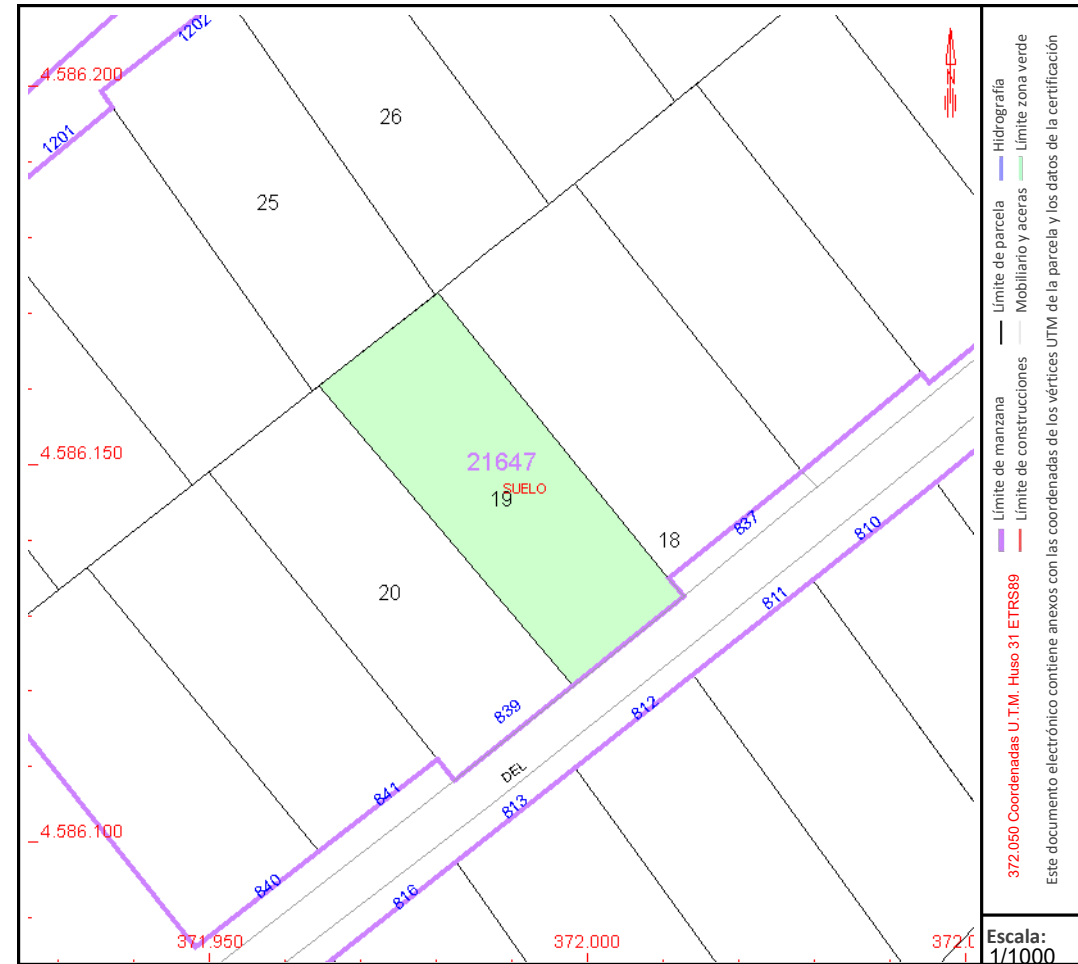 1202
4.586.200
N
1201
26
25
4.586.150
21647
SUELO
19
18
837
810
20
811
839
812
DEL
841
813
4.586.100
840
816
371.950
372.000
Límite de manzana
Límite de parcela
Hidrografía
Límite de construcciones
Mobiliario y aceras
Límite zona verde
372.050 Coordenadas U.T.M. Huso 31 ETRS89
Este documento electrónico contiene anexos con las coordenadas de los vértices UTM de la parcela y los datos de la certificación
Escala:
1/1000